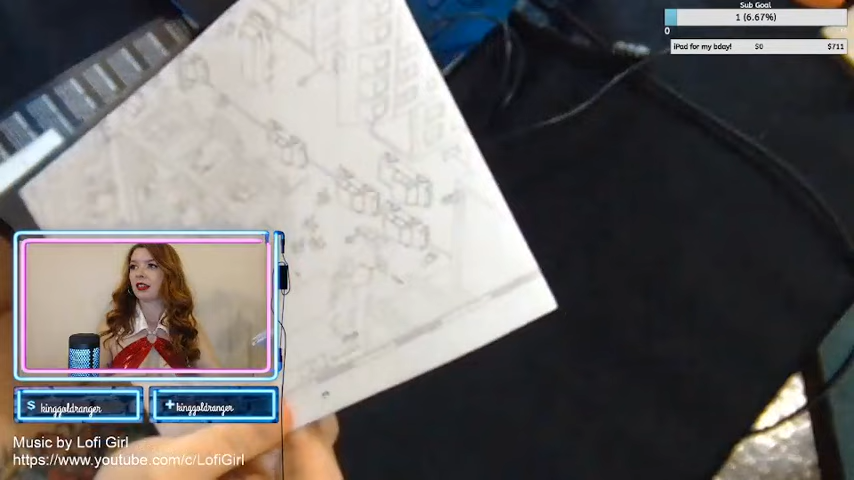 Sub Goal
1 (6.67%)
0
iPad for my bday! $0 $711
S kinggoldranger
+kinggoldranger
Music by Lofi Girl
https://www.youtube.com/c/LofiGirl